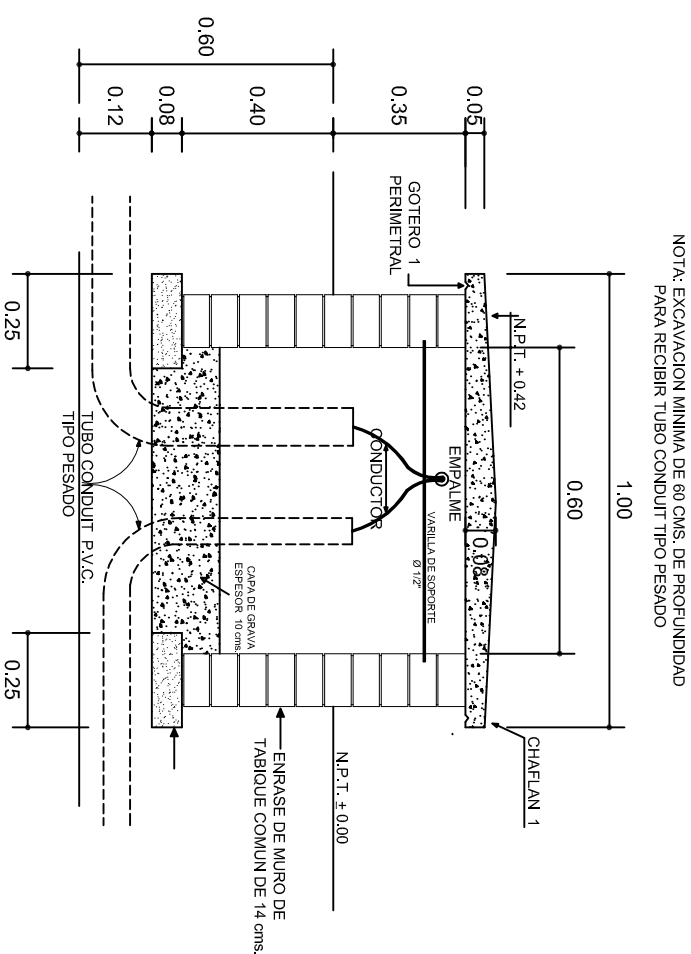 NOTA: EXCAVACION MINIMA DE 60 CMS. DE PROFUNDIDAD
PARA RECIBIR TUBO CONDUIT TIPO PESADO
1.00
0.60
CHAFLAN 1
N.P.T. + 0.42
0.08
GOTERO 1
PERIMETRAL
EMPALME
VARILLA DE SOPORTE
Ø 1/2"
CONDUCTOR
N.P.T. ± 0.00
ENRASE DE MURO DE
TABIQUE COMUN DE 14 cms.
CAPA DE GRAVA
ESPESOR 10 cms.
TUBO CONDUIT P.V.C.
TIPO PESADO
0.25
0.25
0.05
0.35
0.40
0.08
0.12
0.60